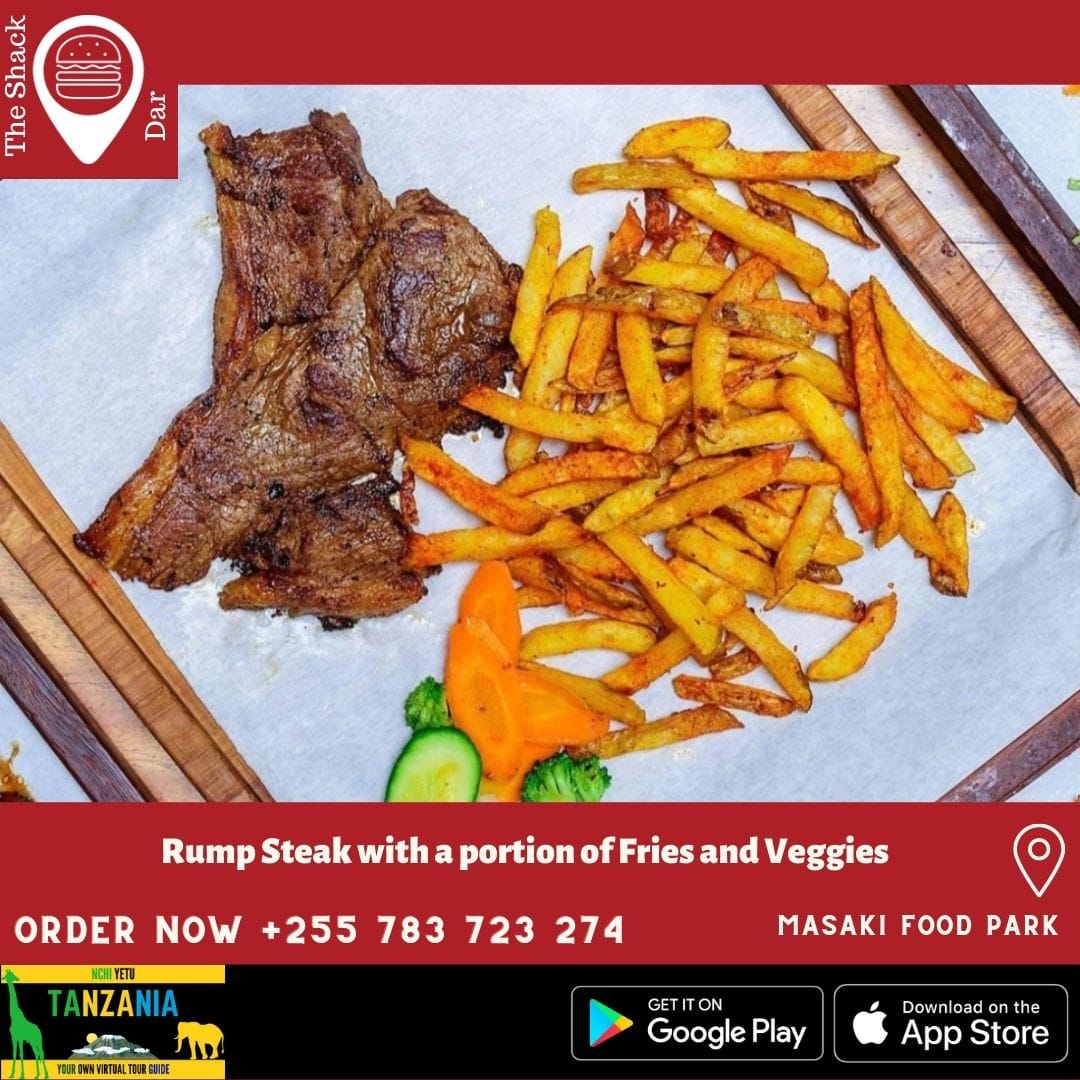 The Shack
Dar
Rump Steak with a portion of Fries and Veggies
ORDER NOW +255 783 723 274
MASAKI FOOD PARK
NCHI YETU
TANZANIA
YOUR OWN VIRTUAL TOUR GUIDE
GET IT ON
Google Play
Download on the
App Store